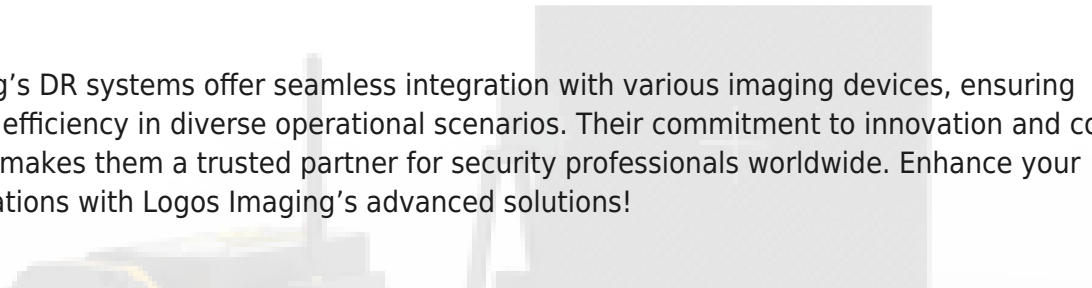 g’s DR systems offer seamless integration with various imaging devices, ensuring
efficiency in diverse operational scenarios. Their commitment to innovation and co
makes them a trusted partner for security professionals worldwide. Enhance your
ations with Logos Imaging’s advanced solutions!